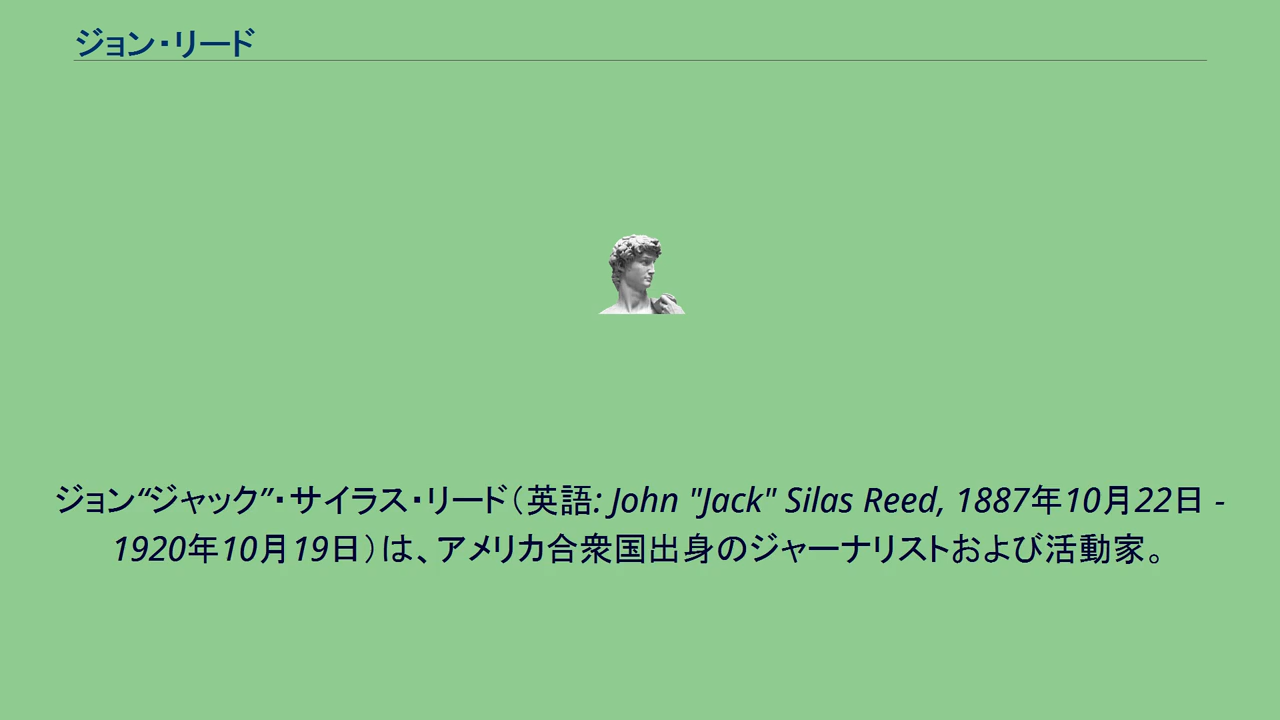 ジョン・リード
ジョン“ジャック”・サイラス・リード（英語: John "Jack" Silas Reed, 1887年10月22日 -
1920年10月19日）は、アメリカ合衆国出身のジャーナリストおよび活動家。